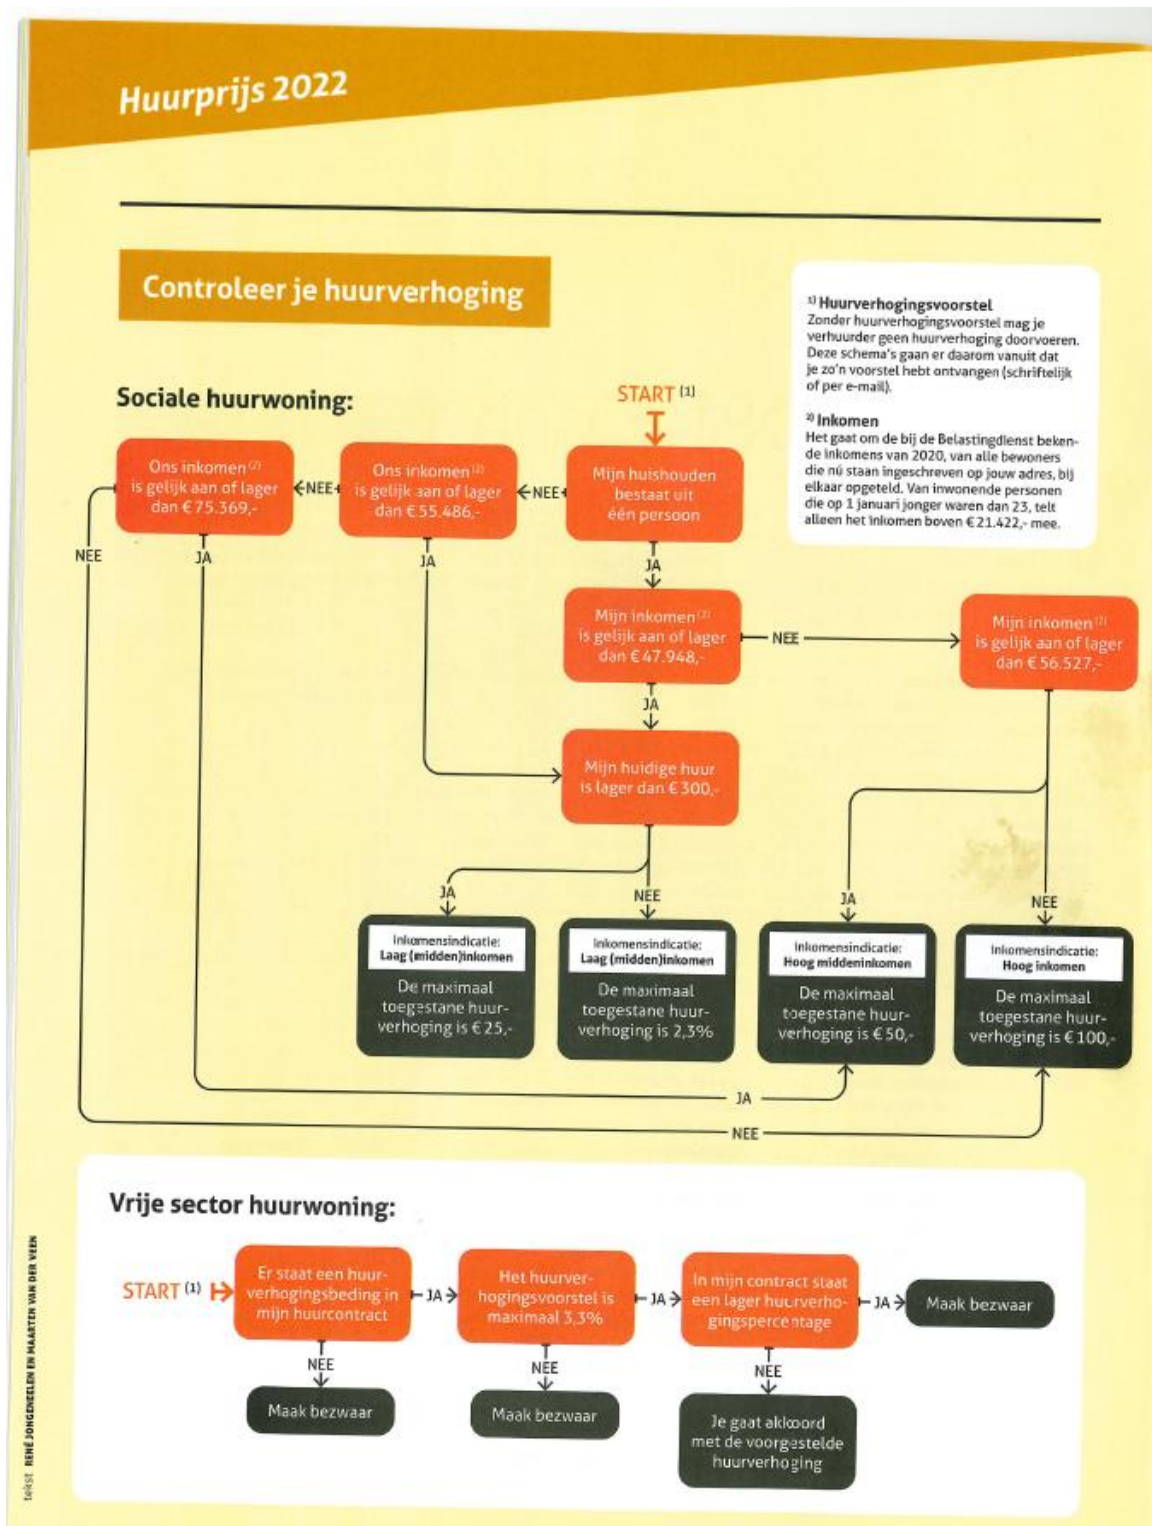 Huurprijs 2022
Controleer je huurverhoging
1) Huurverhogingsvoorstel
Zonder huurverhogingsvoorstel mag je
verhuurder geen huurverhoging doorvoeren.
Deze schema's gaan er daarom vanuit dat
je zo'n voorstel hebt ontvangen (schriftelijk
of per e-mail).
2) Inkomen
Het gaat om de bij de Belastingdienst beken-
de inkomens van 2020, van alle bewoners
die nú staan ingeschreven op jouw adres, bij
elkaar opgeteld. Van inwonende personen
die op 1 januari jonger waren dan 23, telt
alleen het inkomen boven € 21.422,- mee.
Sociale huurwoning:
START (1)
Mijn huishouden
bestaat uit
één persoon
NEE
Ons inkomen (2)
is gelijk aan of lager
dan € 55.486,-
NEE
Ons inkomen (2)
is gelijk aan of lager
dan € 75.369,-
NEE
JA
JA
JA
Mijn inkomen (2)
is gelijk aan of lager
dan € 47.948,-
NEE
Mijn inkomen (2)
is gelijk aan of lager
dan € 56.527,-
JA
Mijn huidige huur
is lager dan € 300,-
JA
NEE
JA
NEE
Inkomensindicatie:
Laag (midden)inkomen
De maximaal
toegestane huur-
verhoging is € 25,-
Inkomensindicatie:
Laag (midden)inkomen
De maximaal
toegestane huur-
verhoging is 2,3%
Inkomensindicatie:
Hoog middeninkomen
De maximaal
toegestane huur-
verhoging is € 50,-
Inkomensindicatie:
Hoog inkomen
De maximaal
toegestane huur-
verhoging is € 100,-
JA
NEE
Vrije sector huurwoning:
START (1)
Er staat een huur-
verhogingsbeding in
mijn huurcontract
JA
Het huurver-
hogingsvoorstel is
maximaal 3,3%
JA
In mijn contract staat
een lager huurverho-
gingspercentage
JA
Maak bezwaar
NEE
NEE
NEE
Maak bezwaar
Maak bezwaar
Je gaat akkoord
met de voorgestelde
huurverhoging
tekst RENÉ JONGENEELEN EN MAARTEN VAN DER VEEN